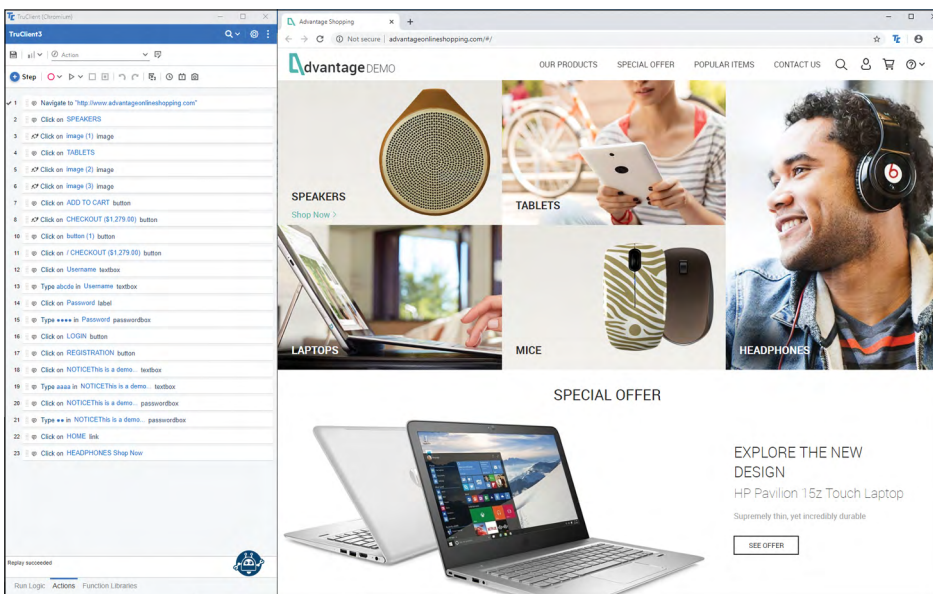 TruClient (Chromium)
TruClient3
Action
Step
1 Navigate to "http://www.advantageonlineshopping.com"
2 Click on SPEAKERS
3 Click on image (1) image
4 Click on TABLETS
5 Click on image (2) image
6 Click on image (3) image
7 Click on ADD TO CART button
8 Click on CHECKOUT ($1,279.00) button
10 Click on button (1) button
11 Click on / CHECKOUT ($1,279.00) button
12 Click on Username textbox
13 Type abcde in Username textbox
14 Click on Password label
15 Type •••• in Password passwordbox
16 Click on LOGIN button
17 Click on REGISTRATION button
18 Click on NOTICEThis is a demo... textbox
19 Type aaaa in NOTICEThis is a demo... textbox
20 Click on NOTICEThis is a demo... passwordbox
21 Type •• in NOTICEThis is a demo... passwordbox
22 Click on HOME link
23 Click on HEADPHONES Shop Now
Replay succeeded
Run Logic Actions Function Libraries
Advantage Shopping
Not secure | advantageonlineshopping.com/#/
dvantage DEMO
OUR PRODUCTS SPECIAL OFFER POPULAR ITEMS CONTACT US
SPEAKERS
Shop Now >
TABLETS
LAPTOPS
MICE
HEADPHONES
SPECIAL OFFER
EXPLORE THE NEW
DESIGN
HP Pavilion 15z Touch Laptop
Supremely thin, yet incredibly durable
SEE OFFER